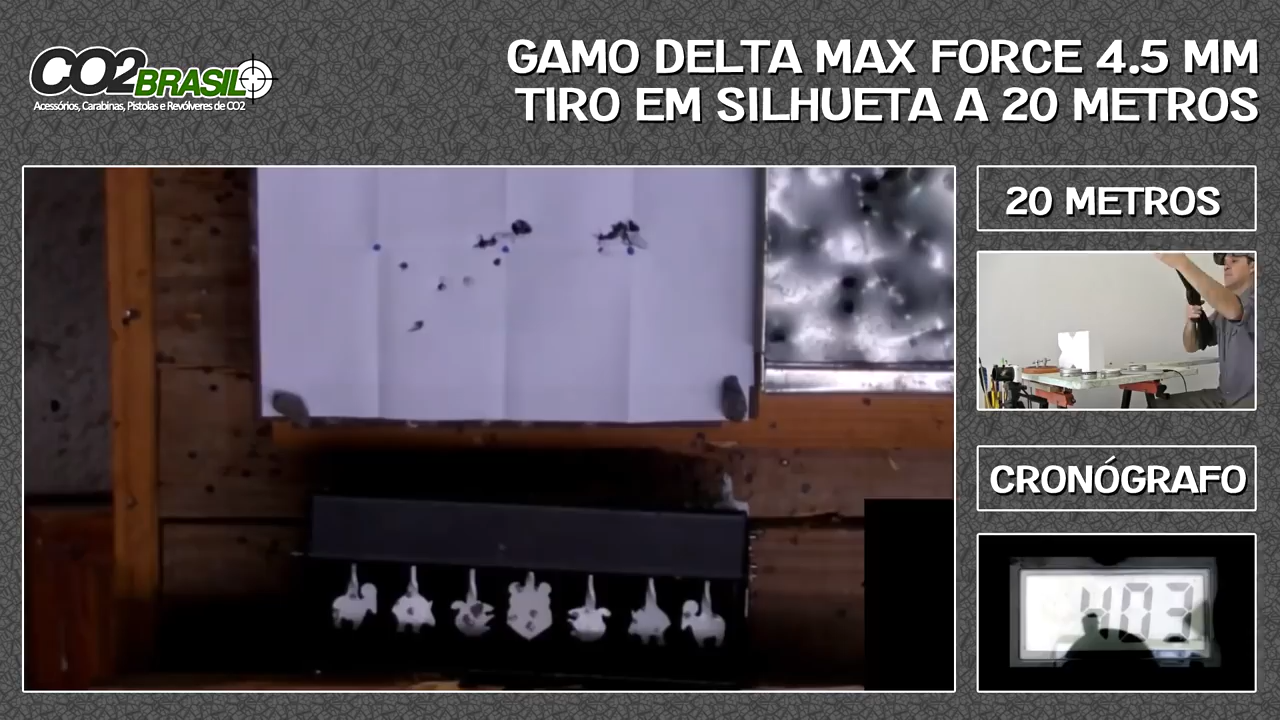 CO2BRASIL
Acessórios, Carabinas, Pistolas e Revólveres de CO2
GAMO DELTA MAX FORCE 4.5 MM
TIRO EM SILHUETA A 20 METROS
20 METROS
CRONÓGRAFO
403